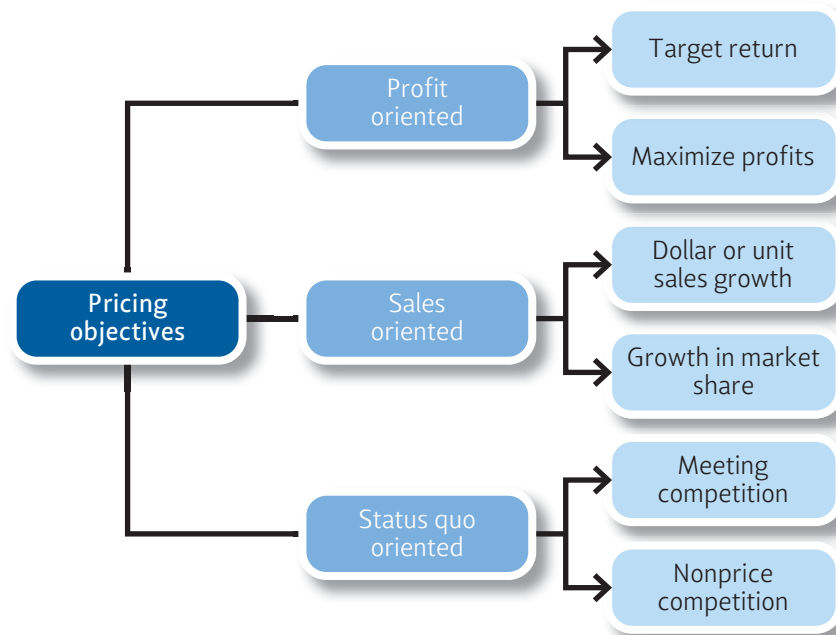 Pricing
objectives
Profit
oriented
Target return
Maximize profits
Sales
oriented
Dollar or unit
sales growth
Growth in market
share
Status quo
oriented
Meeting
competition
Nonprice
competition